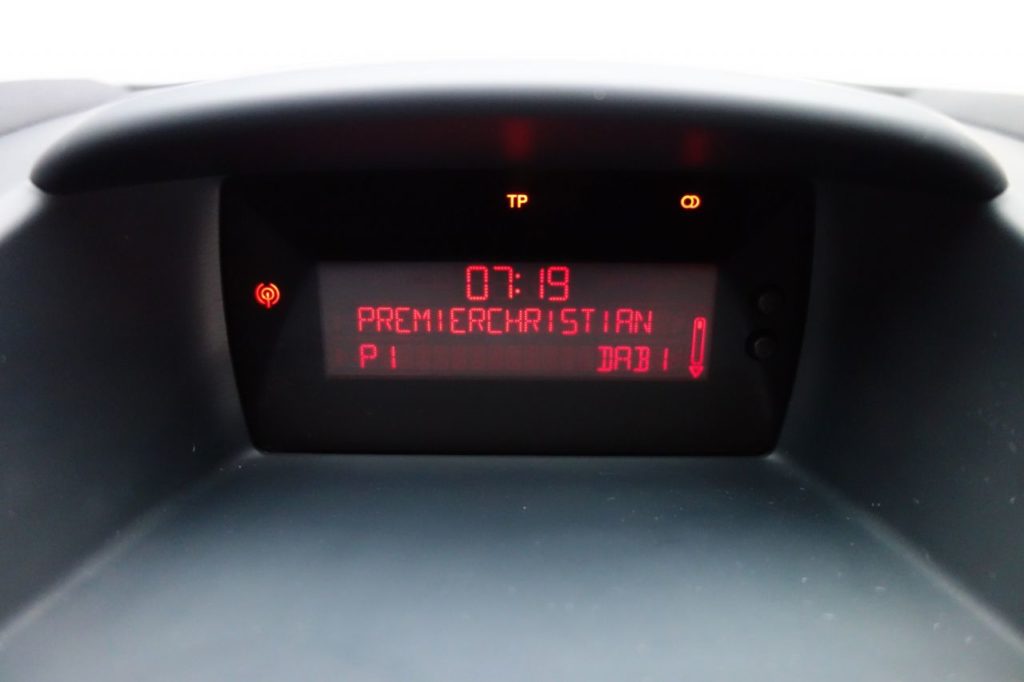 TP
07:19
PREMIERCHRISTIAN
P1 DAB1